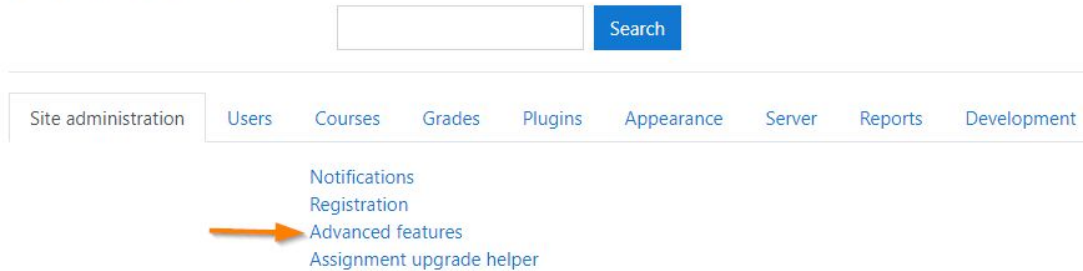 Search
Site administration Users Courses Grades Plugins Appearance Server Reports Development
Notifications
Registration
Advanced features
Assignment upgrade helper